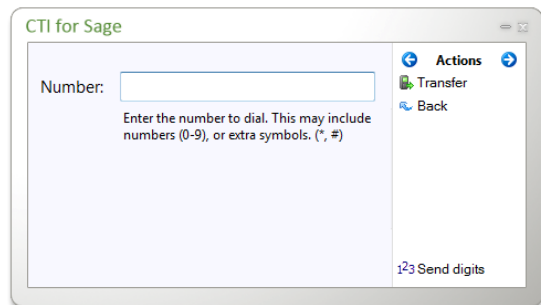 CTI for Sage
Number:
Enter the number to dial. This may include
numbers (0-9), or extra symbols. (*, #)
Actions
Transfer
Back
123 Send digits